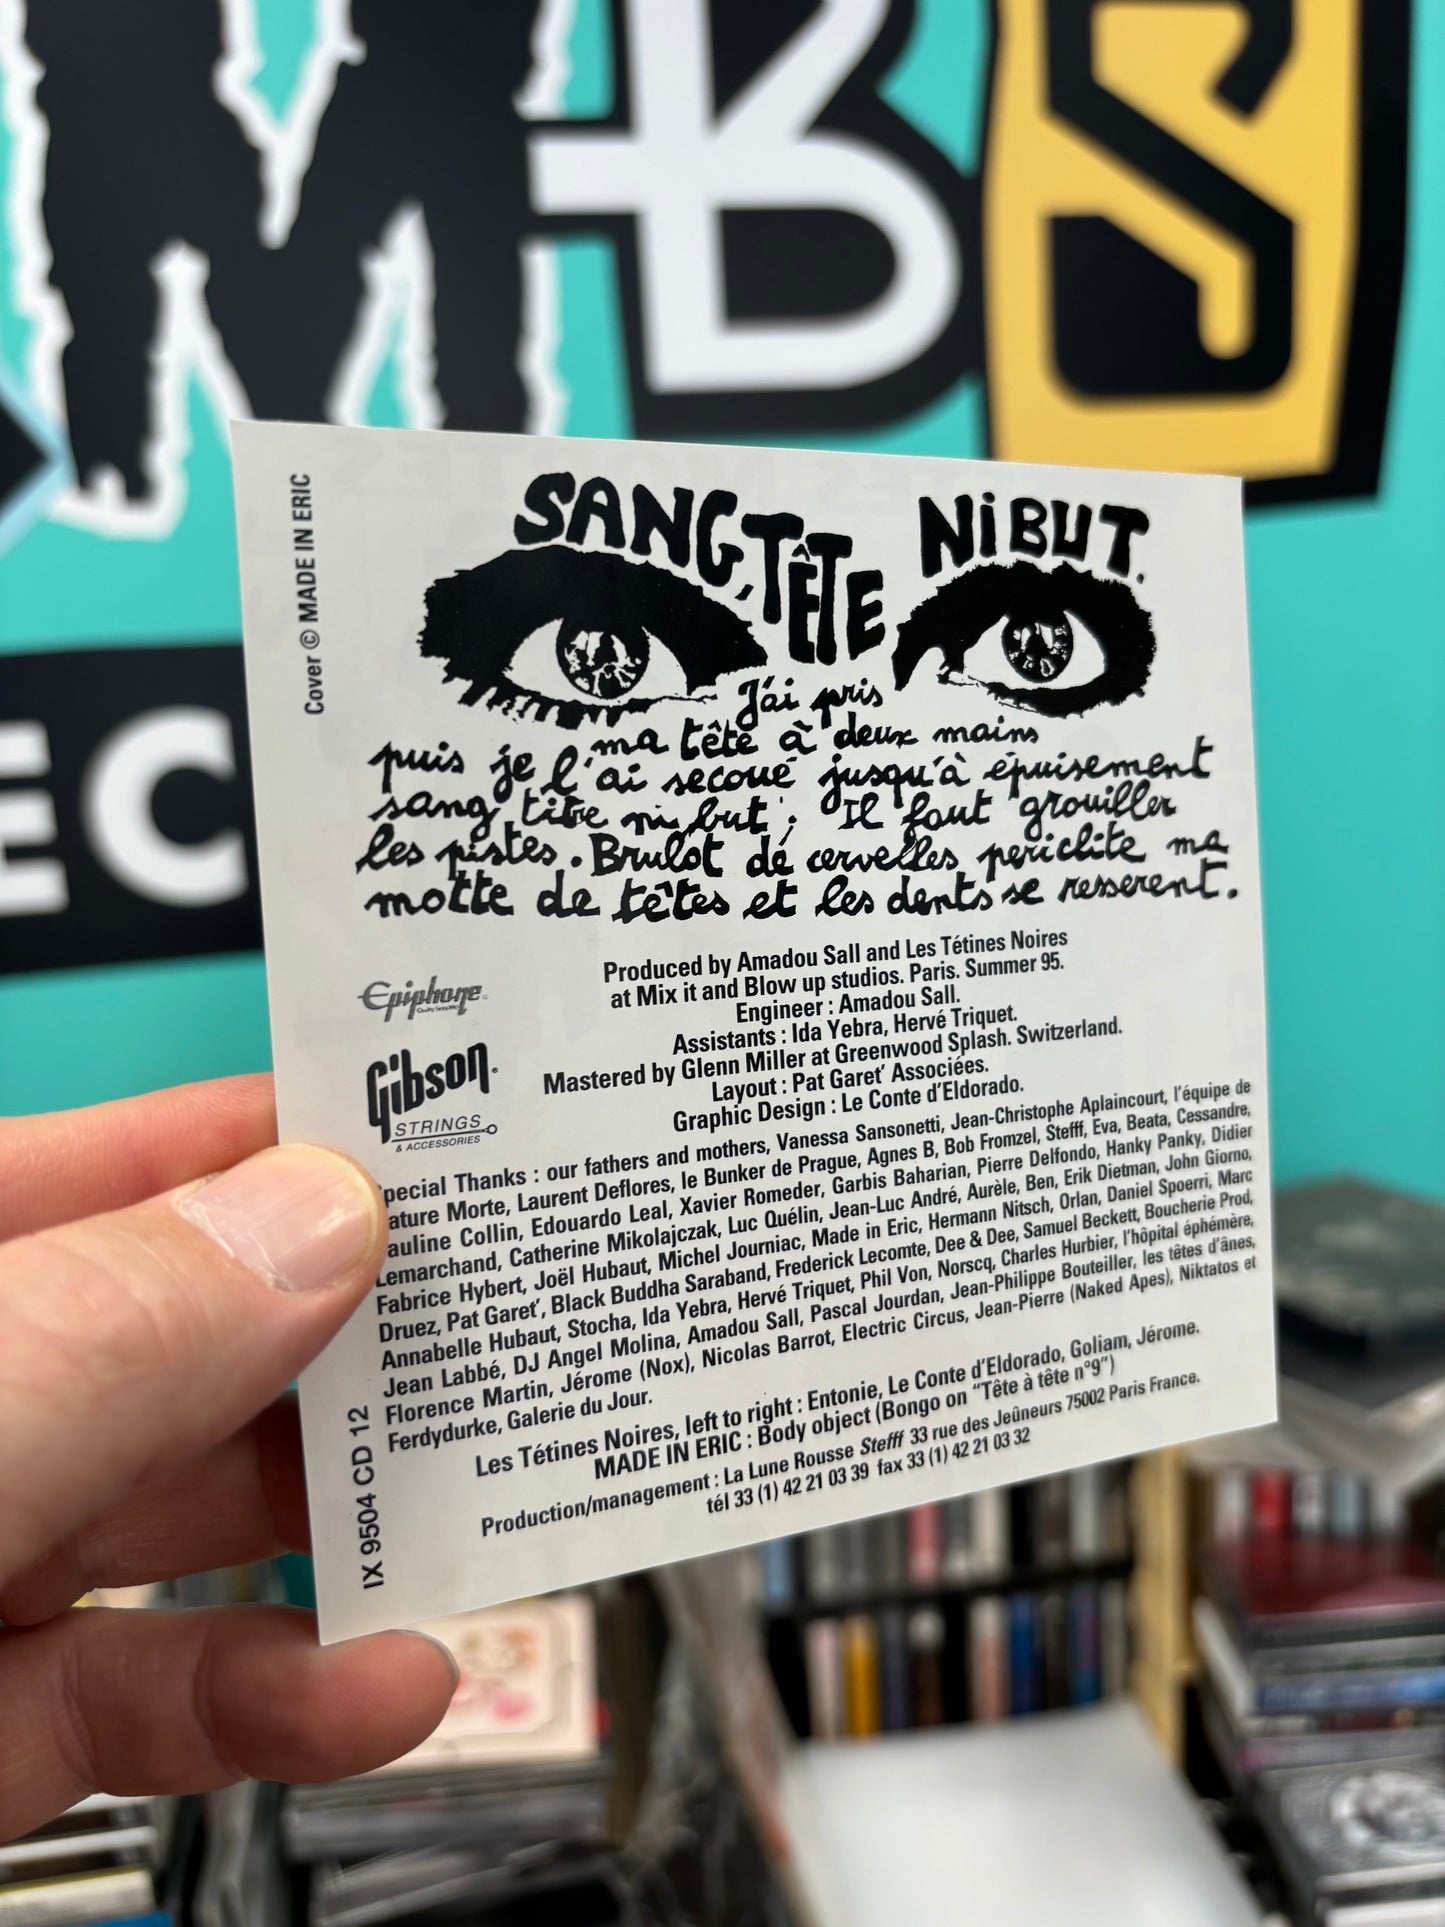 MBS
EC
Cover © MADE IN ERIC
SANG, TÊTE NI BUT.
J'ai pris
ma tête à deux mains
puis je l'ai secoué jusqu'à épuisement
sang tête ni but ; Il faut grouiller
les pistes. Brulot de cervelles périclite ma
motte de têtes et les dents se resserent.
Epiphone
Gibson
STRINGS
& ACCESSORIES
Produced by Amadou Sall and Les Tétines Noires
at Mix it and Blow up studios. Paris. Summer 95.
Engineer : Amadou Sall.
Assistants : Ida Yebra, Hervé Triquet.
Mastered by Glenn Miller at Greenwood Splash. Switzerland.
Layout : Pat Garet' Associées.
Graphic Design : Le Conte d'Eldorado.
pecial Thanks : our fathers and mothers, Vanessa Sansonetti, Jean-Christophe Aplaincourt, l'équipe de
ature Morte, Laurent Deflores, le Bunker de Prague, Agnes B, Bob Fromzel, Stefff, Eva, Beata, Cessandre,
auline Collin, Edouardo Leal, Xavier Romeder, Garbis Baharian, Pierre Delfondo, Hanky Panky, Didier
Lemarchand, Catherine Mikolajczak, Luc Quélin, Jean-Luc André, Aurèle, Ben, Erik Dietman, John Giorno,
Fabrice Hybert, Joël Hubaut, Michel Journiac, Made in Eric, Hermann Nitsch, Orlan, Daniel Spoerri, Marc
Druez, Pat Garet', Black Buddha Saraband, Frederick Lecomte, Dee & Dee, Samuel Beckett, Boucherie Prod,
Annabelle Hubaut, Stocha, Ida Yebra, Hervé Triquet, Phil Von, Norscq, Charles Hurbier, l'hôpital éphémère,
Jean Labbé, DJ Angel Molina, Amadou Sall, Pascal Jourdan, Jean-Philippe Bouteiller, les têtes d'ânes,
Florence Martin, Jérome (Nox), Nicolas Barrot, Electric Circus, Jean-Pierre (Naked Apes), Niktatos et
Ferdydurke, Galerie du Jour.
Les Tétines Noires, left to right : Entonie, Le Conte d'Eldorado, Goliam, Jérome.
MADE IN ERIC : Body object (Bongo on "Tête à tête n°9")
Production/management : La Lune Rousse Stefff 33 rue des Jeûneurs 75002 Paris France.
tél 33 (1) 42 21 03 39 fax 33 (1) 42 21 03 32
IX 9504 CD 12